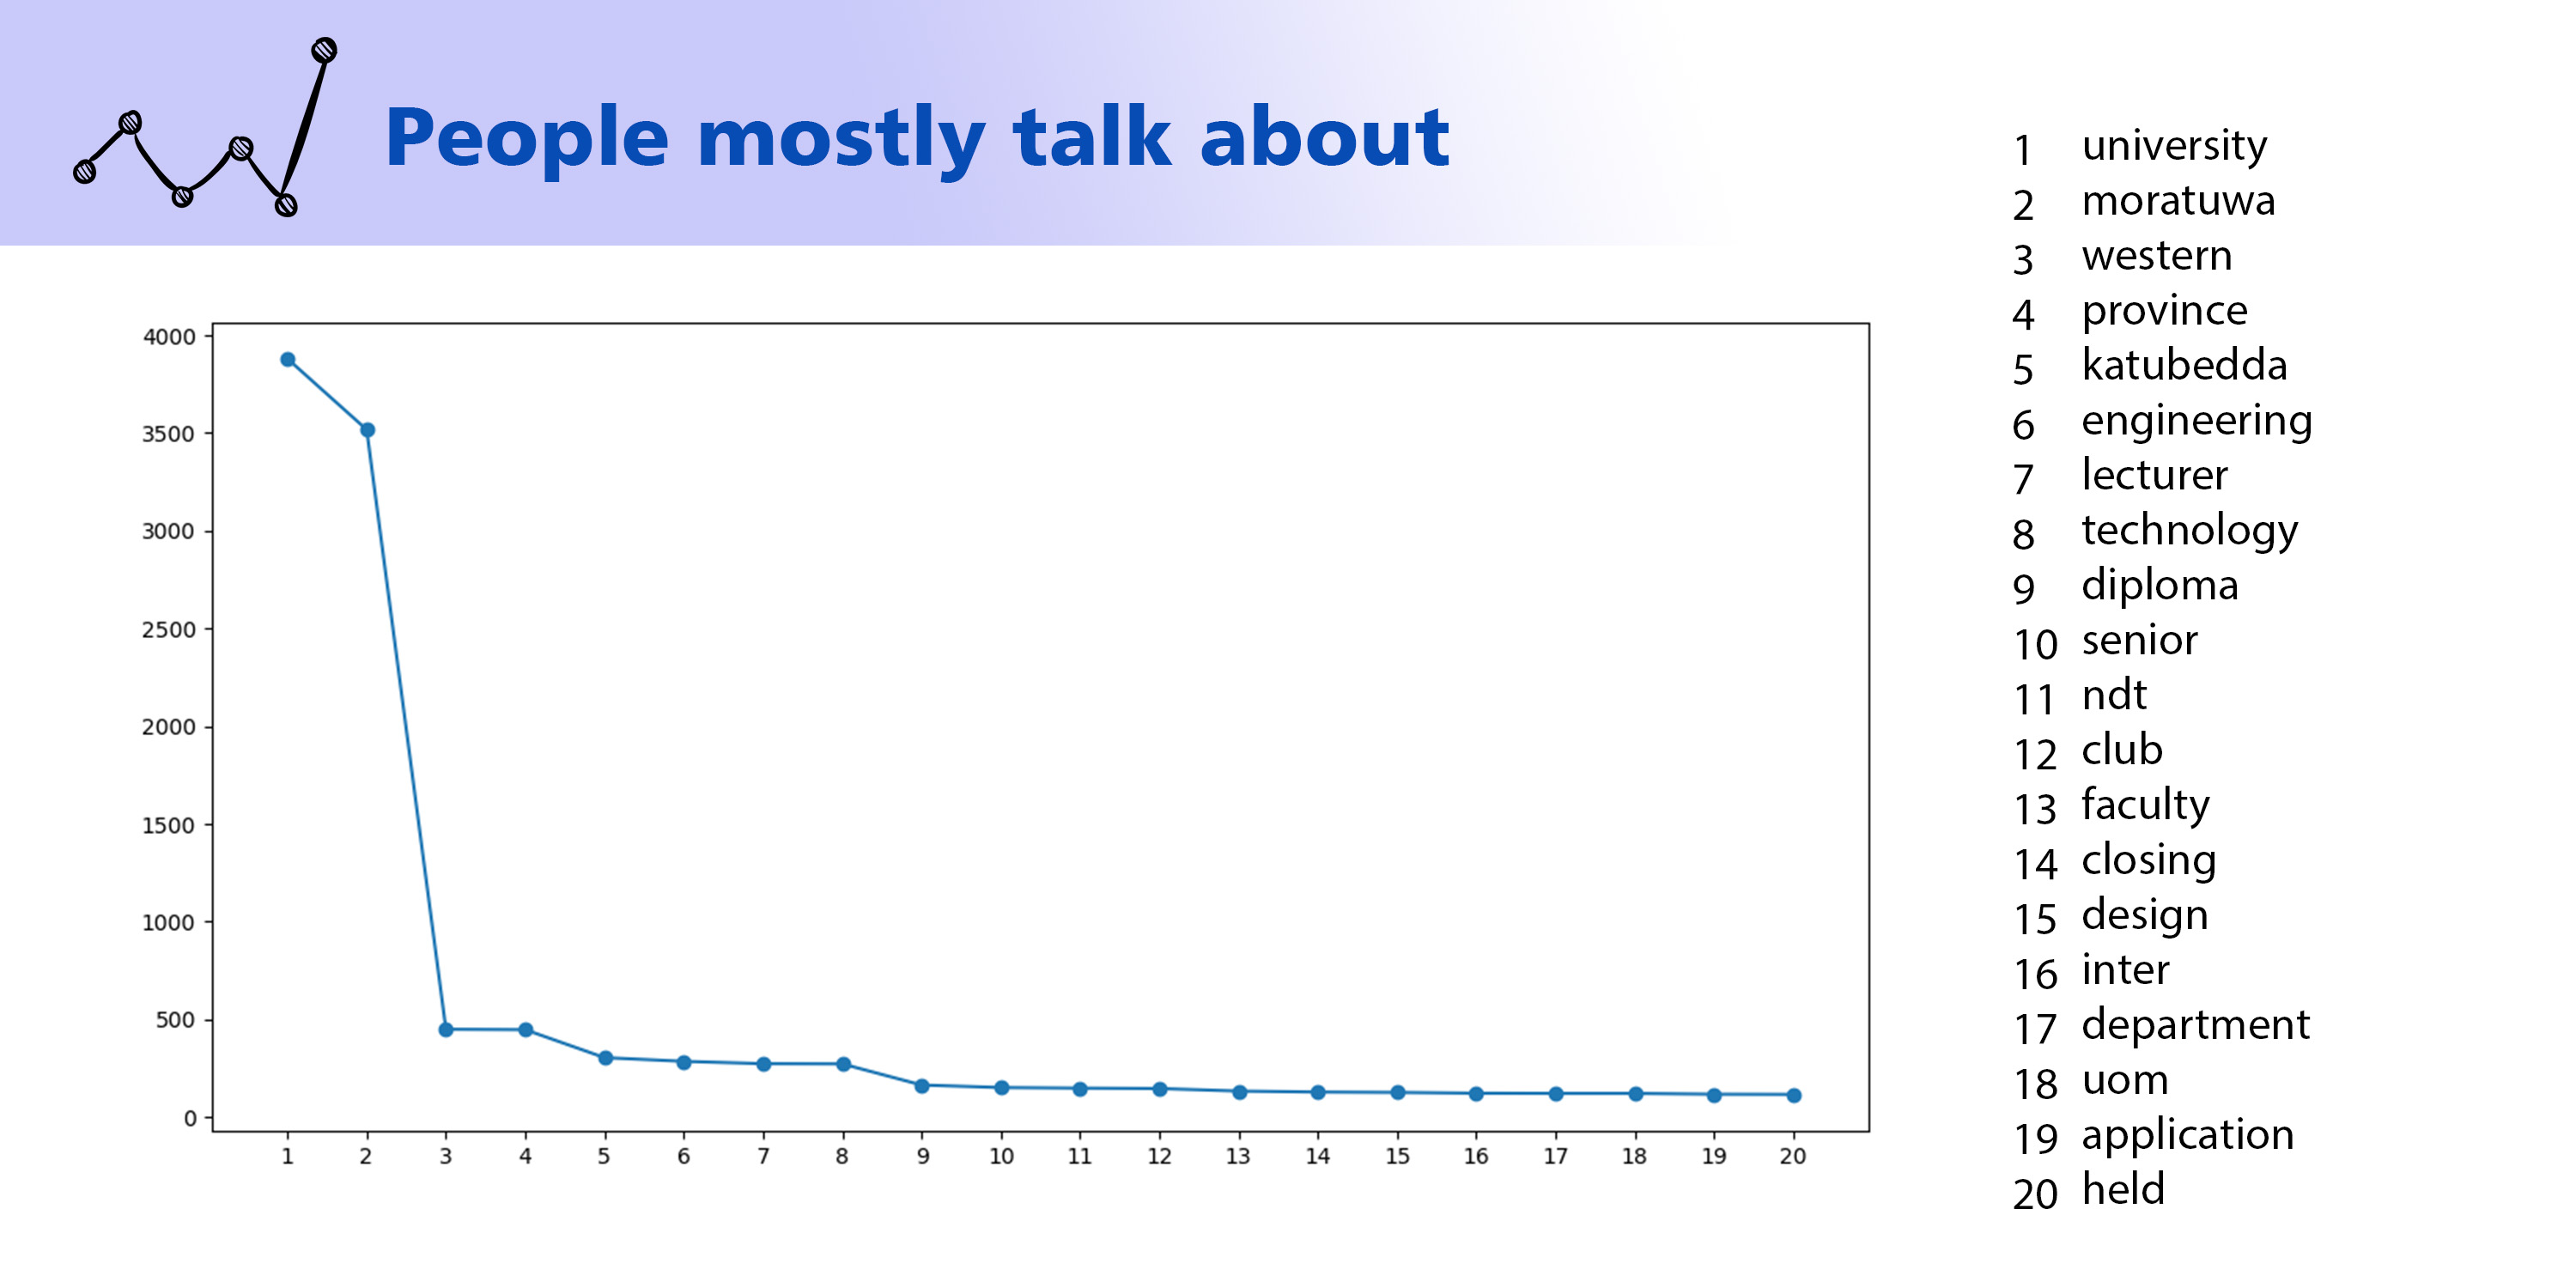 People mostly talk about
4000
3500
3000
2500
2000
1500
1000
500
0
1 2 3 4 5 6 7 8 9 10 11 12 13 14 15 16 17 18 19 20
1 university
2 moratuwa
3 western
4 province
5 katubedda
6 engineering
7 lecturer
8 technology
9 diploma
10 senior
11 ndt
12 club
13 faculty
14 closing
15 design
16 inter
17 department
18 uom
19 application
20 held